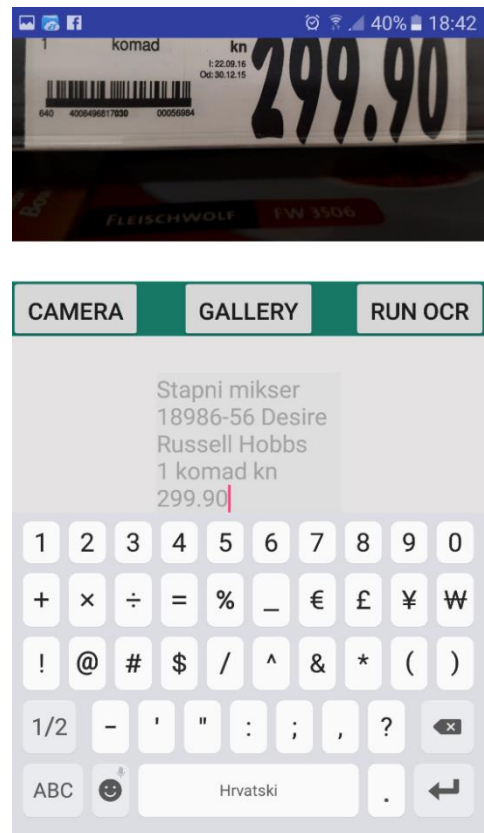 40% 18:42
1 komad kn
299.90
I: 22.09.16
Od: 30.12.15
640 4008496817030 00056984
FLEISCHWOLF FW 3506
CAMERA GALLERY RUN OCR
Stapni mikser
18986-56 Desire
Russell Hobbs
1 komad kn
299.90
1 2 3 4 5 6 7 8 9 0
+ × ÷ = % _ € £ ¥ ₩
! @ # $ / ^ & * ( )
1/2 - ' " : ; , ?
ABC Hrvatski .